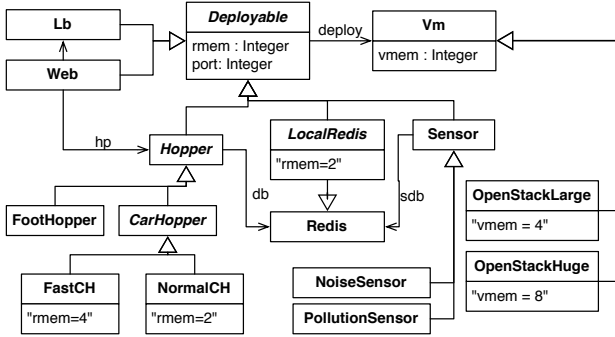 Lb
Deployable
rmem : Integer
port: Integer
deploy
Vm
vmem : Integer
Web
hp
Hopper
LocalRedis
"rmem=2"
Sensor
db
sdb
FootHopper
CarHopper
Redis
OpenStackLarge
"vmem = 4"
FastCH
"rmem=4"
NormalCH
"rmem=2"
NoiseSensor
PollutionSensor
OpenStackHuge
"vmem = 8"